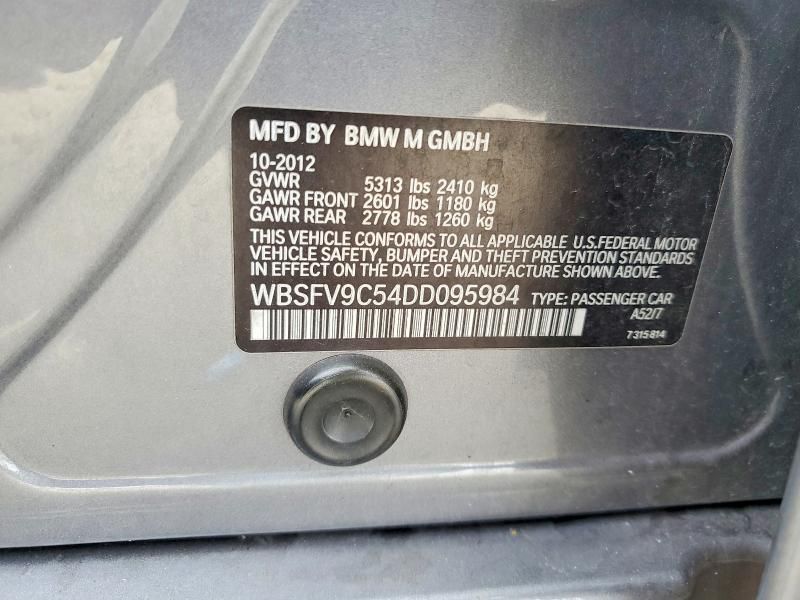 MFD BY BMW M GMBH
10-2012
GVWR 5313 lbs 2410 kg
GAWR FRONT 2601 lbs 1180 kg
GAWR REAR 2778 lbs 1260 kg
THIS VEHICLE CONFORMS TO ALL APPLICABLE U.S.FEDERAL MOTOR
VEHICLE SAFETY, BUMPER AND THEFT PREVENTION STANDARDS
IN EFFECT ON THE DATE OF MANUFACTURE SHOWN ABOVE.
WBSFV9C54DD095984 TYPE: PASSENGER CAR
A52/7
7315814